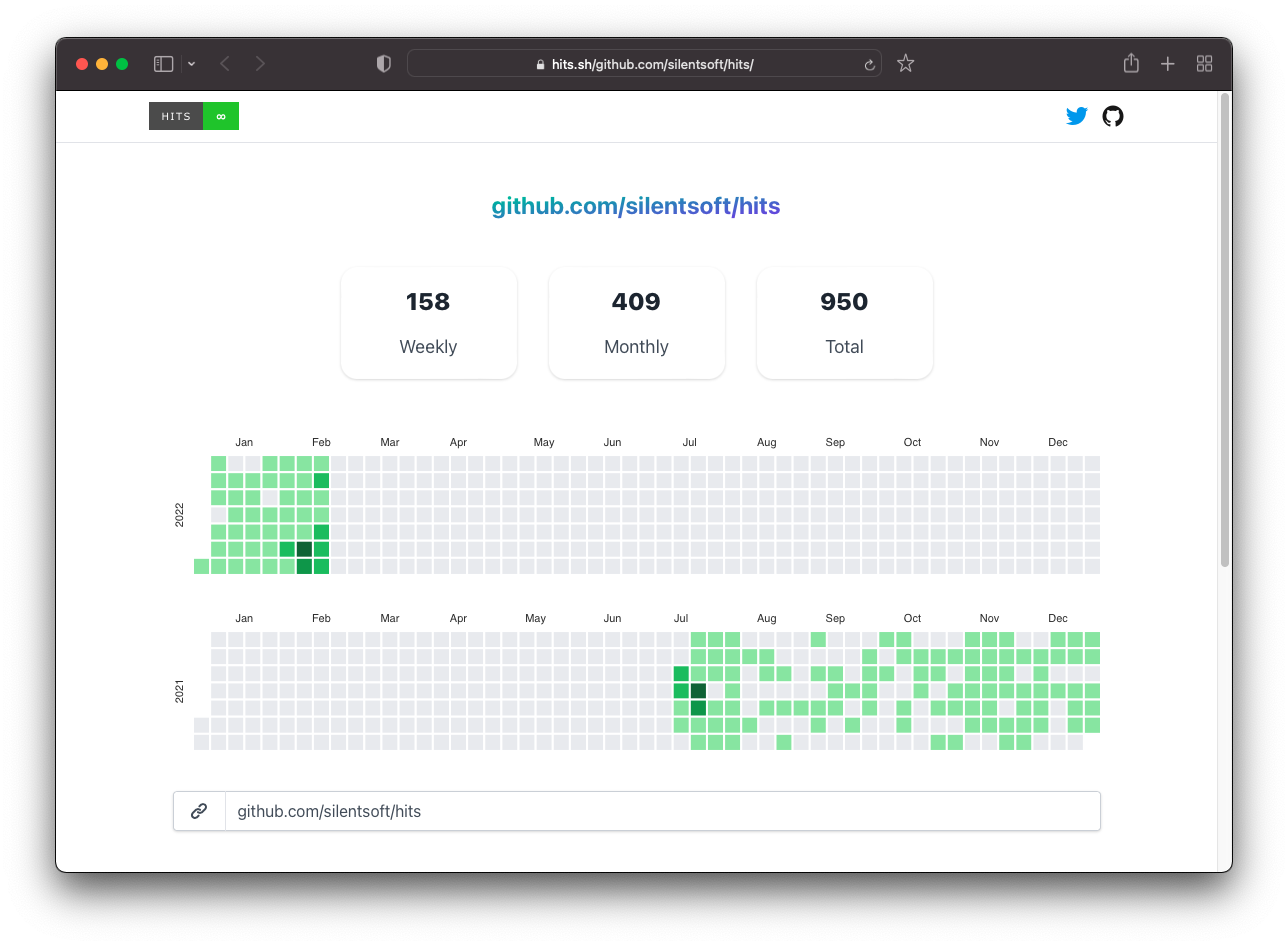 hits.sh/github.com/silentsoft/hits/
HITS ∞
github.com/silentsoft/hits
158 409 950
Weekly Monthly Total
Jan Feb Mar Apr May Jun Jul Aug Sep Oct Nov Dec
2022
Jan Feb Mar Apr May Jun Jul Aug Sep Oct Nov Dec
2021
github.com/silentsoft/hits